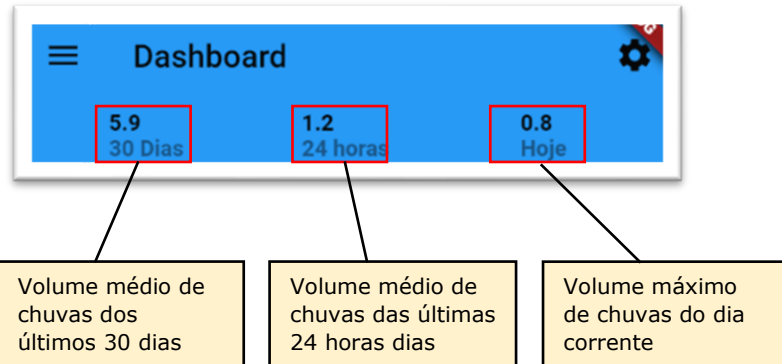 Dashboard
5.9
30 Dias
1.2
24 horas
0.8
Hoje
Volume médio de
chuvas dos
últimos 30 dias
Volume médio de
chuvas das últimas
24 horas dias
Volume máximo
de chuvas do dia
corrente